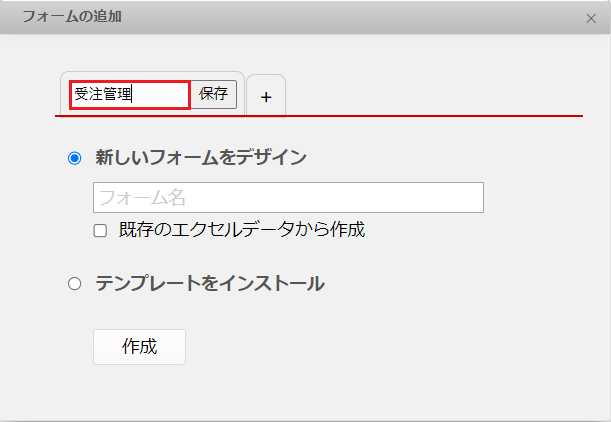 フォームの追加 ×
受注管理 保存 +
新しいフォームをデザイン
フォーム名
既存のエクセルデータから作成
テンプレートをインストール
作成